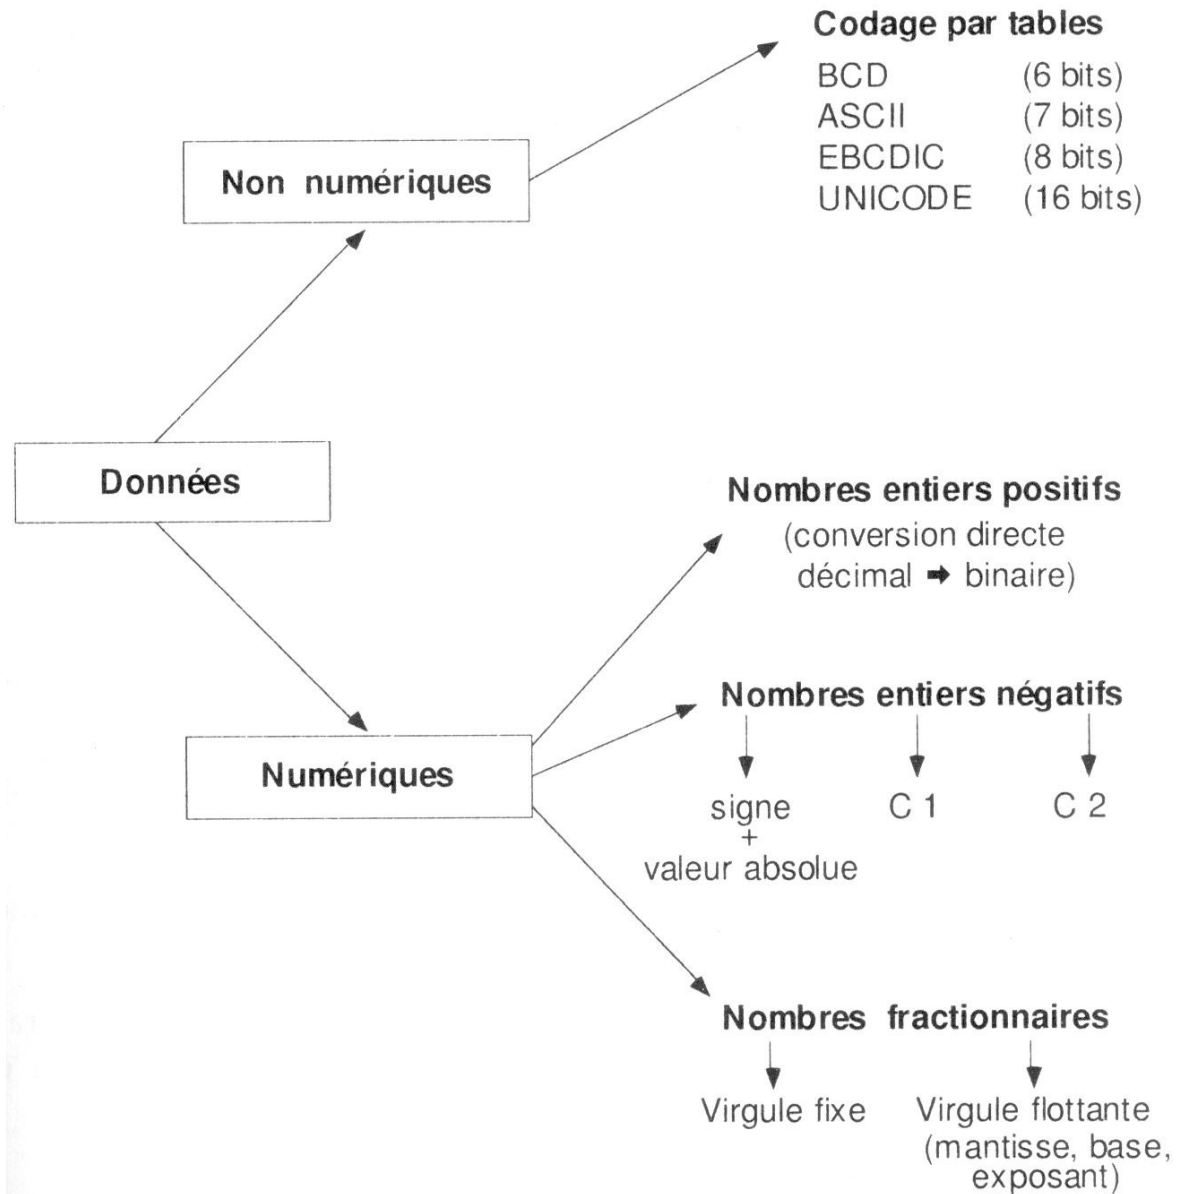 Codage par tables
BCD (6 bits)
ASCII (7 bits)
EBCDIC (8 bits)
UNICODE (16 bits)
Non numériques
Données
Nombres entiers positifs
(conversion directe
décimal ➡ binaire)
Nombres entiers négatifs
Numériques
signe C 1 C 2
+
valeur absolue
Nombres fractionnaires
Virgule fixe Virgule flottante
(mantisse, base,
exposant)